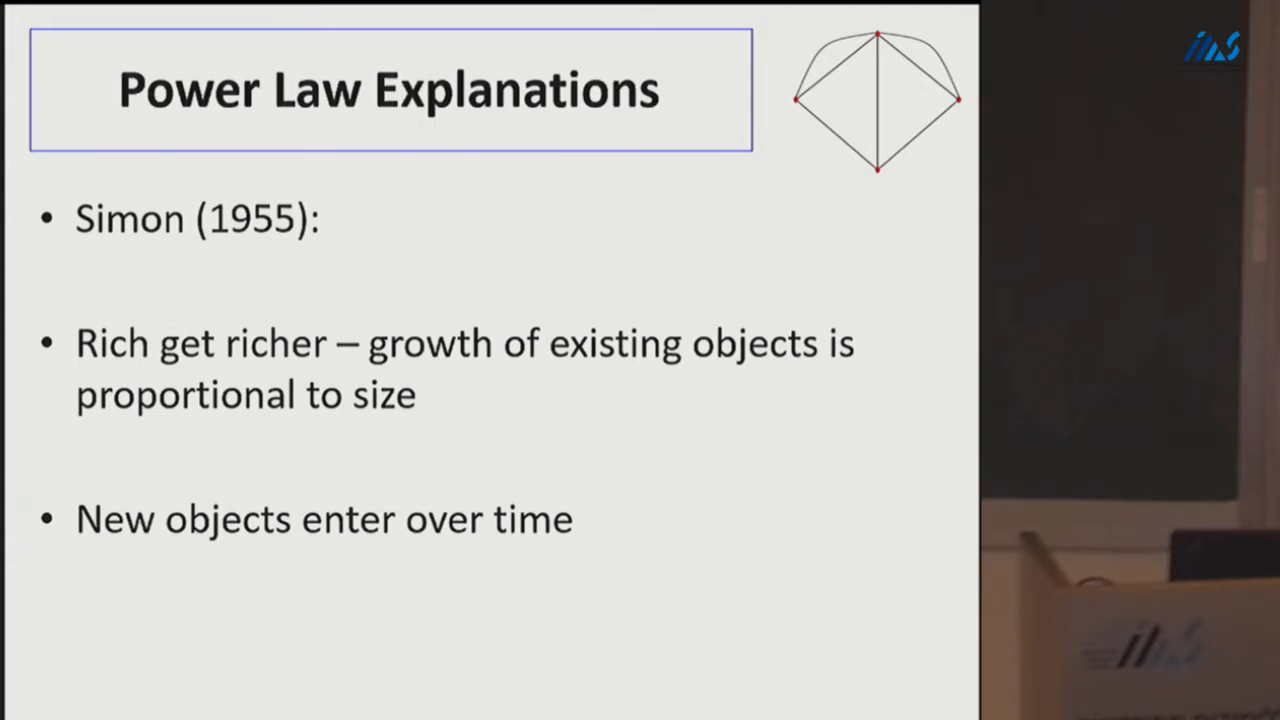 Power Law Explanations
• Simon (1955):
• Rich get richer – growth of existing objects is
proportional to size
• New objects enter over time